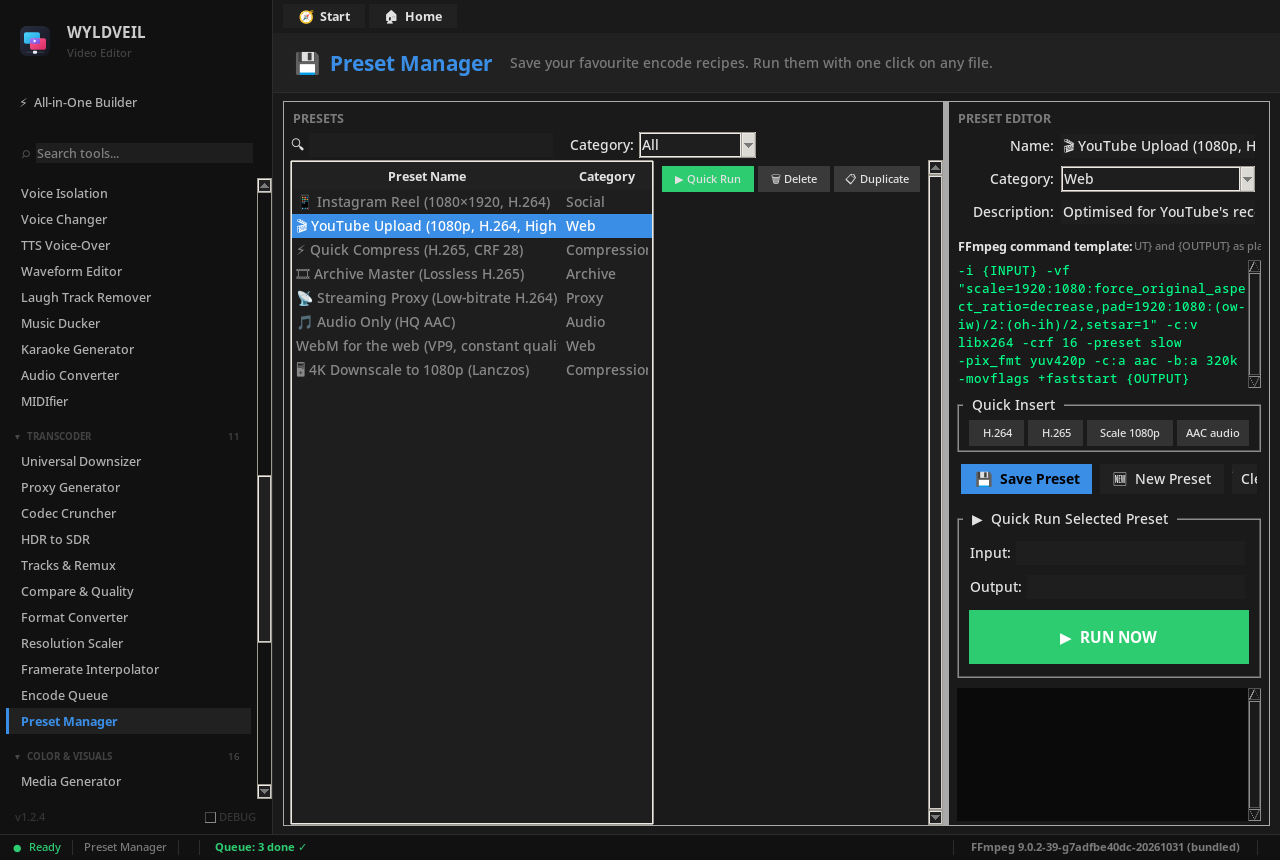 WYLDVEIL
Video Editor
⚡ All-in-One Builder
Search tools...
Voice Isolation
Voice Changer
TTS Voice-Over
Waveform Editor
Laugh Track Remover
Music Ducker
Karaoke Generator
Audio Converter
MIDIfier
▾ TRANSCODER 11
Universal Downsizer
Proxy Generator
Codec Cruncher
HDR to SDR
Tracks & Remux
Compare & Quality
Format Converter
Resolution Scaler
Framerate Interpolator
Encode Queue
Preset Manager
▾ COLOR & VISUALS 16
Media Generator
v1.2.4 DEBUG
🧭 Start 🏠 Home
💾 Preset Manager Save your favourite encode recipes. Run them with one click on any file.
PRESETS
🔍 Category: All
Preset Name Category
▶ Quick Run 🗑 Delete 📋 Duplicate
📱 Instagram Reel (1080×1920, H.264) Social
🎬 YouTube Upload (1080p, H.264, High Web
⚡ Quick Compress (H.265, CRF 28) Compression
🎞 Archive Master (Lossless H.265) Archive
📡 Streaming Proxy (Low-bitrate H.264) Proxy
🎵 Audio Only (HQ AAC) Audio
WebM for the web (VP9, constant quali Web
🖥 4K Downscale to 1080p (Lanczos) Compression
PRESET EDITOR
Name: 🎬 YouTube Upload (1080p, H
Category: Web
Description: Optimised for YouTube's rec
FFmpeg command template: UT} and {OUTPUT} as pla
-i {INPUT} -vf
"scale=1920:1080:force_original_aspe
ct_ratio=decrease,pad=1920:1080:(ow-
iw)/2:(oh-ih)/2,setsar=1" -c:v
libx264 -crf 16 -preset slow
-pix_fmt yuv420p -c:a aac -b:a 320k
-movflags +faststart {OUTPUT}
Quick Insert
H.264 H.265 Scale 1080p AAC audio
💾 Save Preset 🆕 New Preset Cle
▶ Quick Run Selected Preset
Input:
Output:
▶ RUN NOW
● Ready Preset Manager Queue: 3 done ✓ FFmpeg 9.0.2-39-g7adfbe40dc-20261031 (bundled)